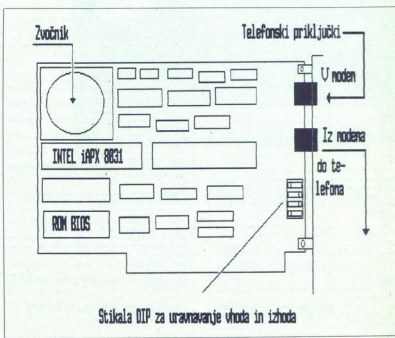 Zvočnik
Telefonski priključki
V modem
Iz modema
do te-
lefona
INTEL iAPX 8031
ROM BIOS
Stikala DIP za uravnavanje vhoda in izhoda